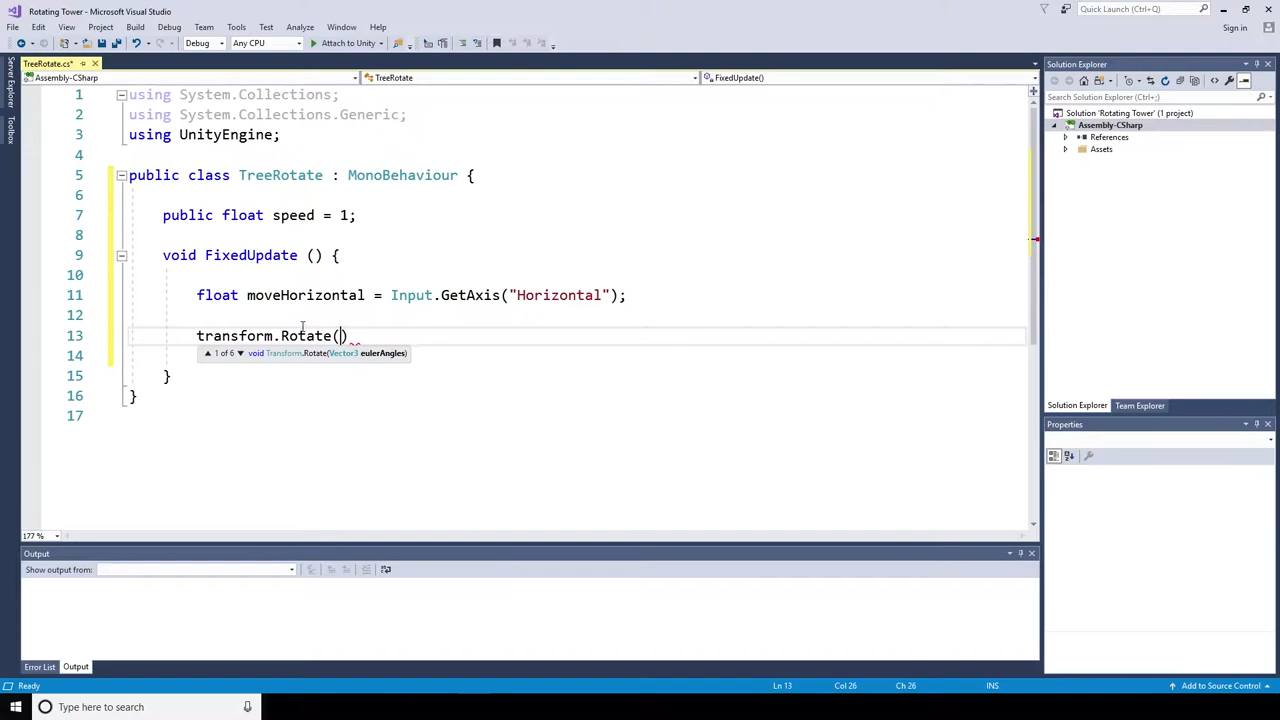 Rotating Tower - Microsoft Visual Studio
Quick Launch (Ctrl+Q)
File Edit View Project Build Debug Team Tools Test Analyze Window Help
Sign in
Debug Any CPU Attach to Unity
Server Explorer
Toolbox
TreeRotate.cs*
Assembly-CSharp TreeRotate FixedUpdate()
1 using System.Collections;
2 using System.Collections.Generic;
3 using UnityEngine;
4
5 public class TreeRotate : MonoBehaviour {
6
7 public float speed = 1;
8
9 void FixedUpdate () {
10
11 float moveHorizontal = Input.GetAxis("Horizontal");
12
13 transform.Rotate()
1 of 6 void Transform.Rotate(Vector3 eulerAngles)
14
15 }
16 }
17
177 %
Solution Explorer
Search Solution Explorer (Ctrl+;)
Solution 'Rotating Tower' (1 project)
Assembly-CSharp
References
Assets
Solution Explorer Team Explorer
Properties
Output
Show output from:
Error List Output
Ready Ln 13 Col 26 Ch 26 INS Add to Source Control
Type here to search